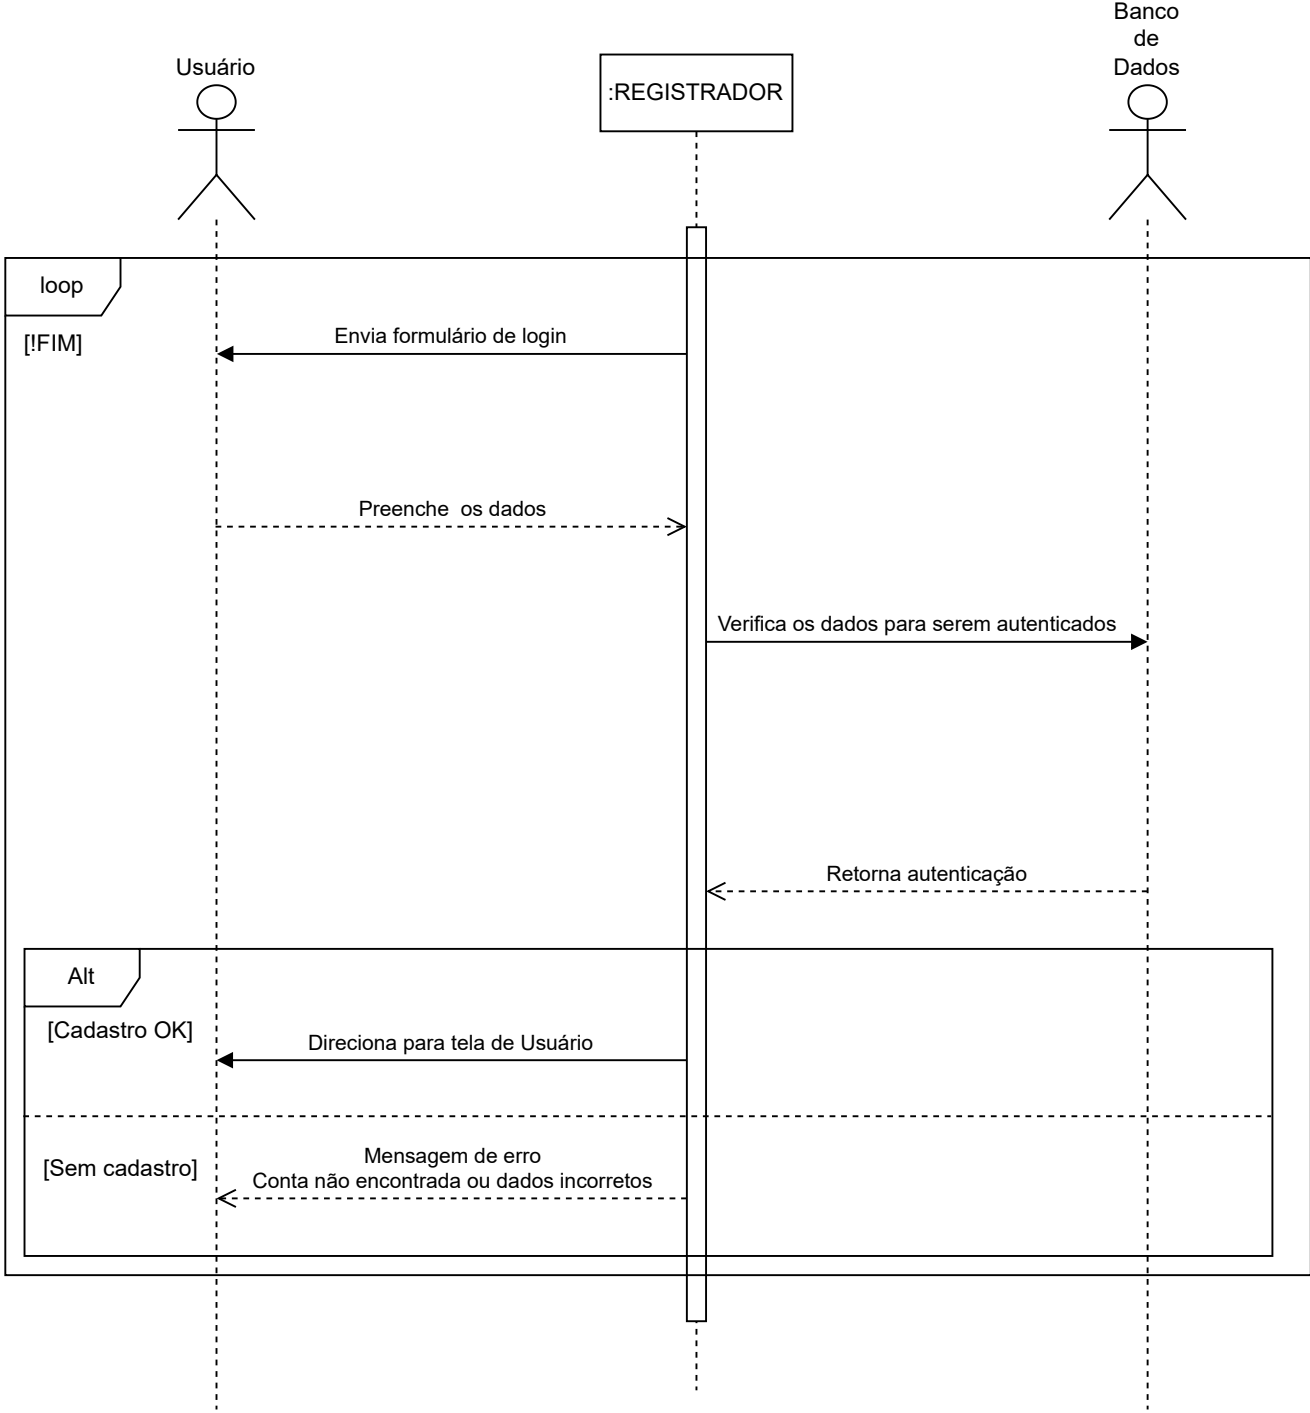 Usuário
:REGISTRADOR
Banco
de
Dados
loop
[!FIM]
Envia formulário de login
Preenche  os dados
Verifica os dados para serem autenticados
Retorna autenticação
Alt
[Cadastro OK]
Direciona para tela de Usuário
[Sem cadastro]
Mensagem de erro
Conta não encontrada ou dados incorretos